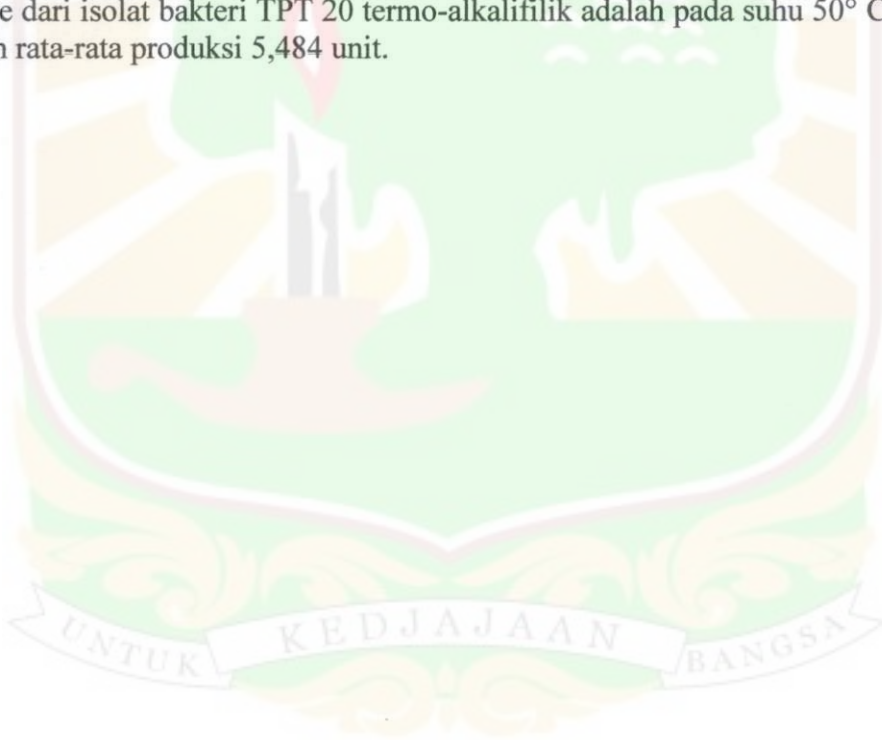 e dari isolat bakteri TPT 20 termo-alkalifilik adalah pada suhu 50° C
n rata-rata produksi 5,484 unit.
UNTUK KEDJAJAAN BANGSA